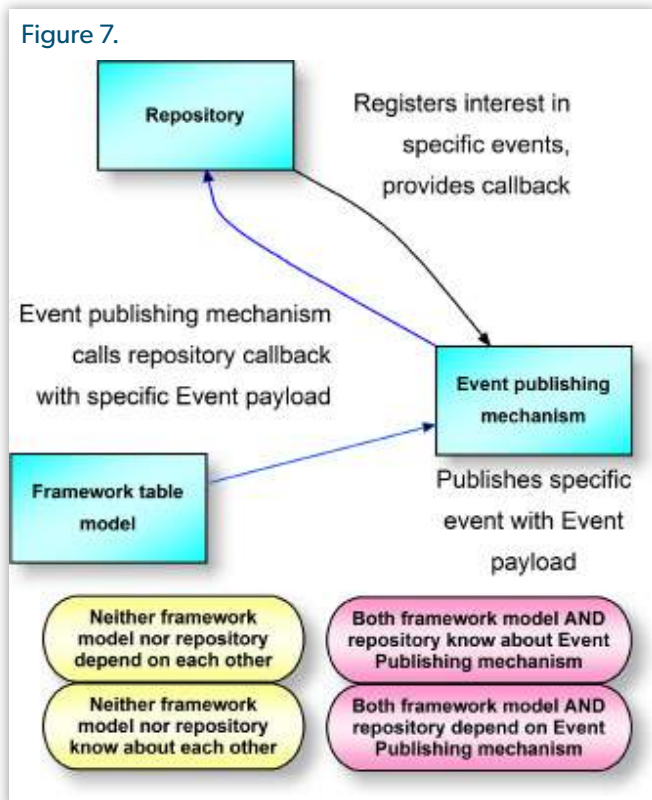 Figure 7.
Repository
Registers interest in
specific events,
provides callback
Event publishing mechanism
calls repository callback
with specific Event payload
Event publishing
mechanism
Framework table
model
Publishes specific
event with Event
payload
Neither framework
model nor repository
depend on each other
Both framework model AND
repository know about Event
Publishing mechanism
Neither framework
model nor repository
know about each other
Both framework model AND
repository depend on Event
Publishing mechanism